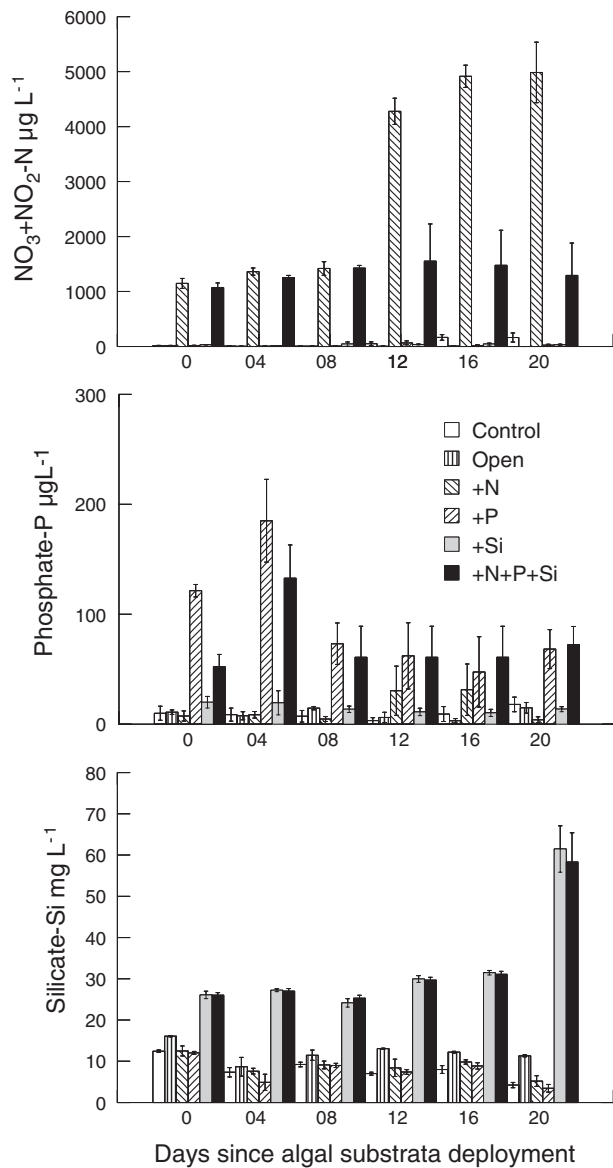 NO3+NO2-N µg L-1
6000
5000
4000
3000
2000
1000
0
0 04 08 12 16 20
Phosphate-P µgL-1
300
200
100
0
Control
Open
+N
+P
+Si
+N+P+Si
0 04 08 12 16 20
Silicate-Si mg L-1
80
70
60
50
40
30
20
10
0
0 04 08 12 16 20
Days since algal substrata deployment